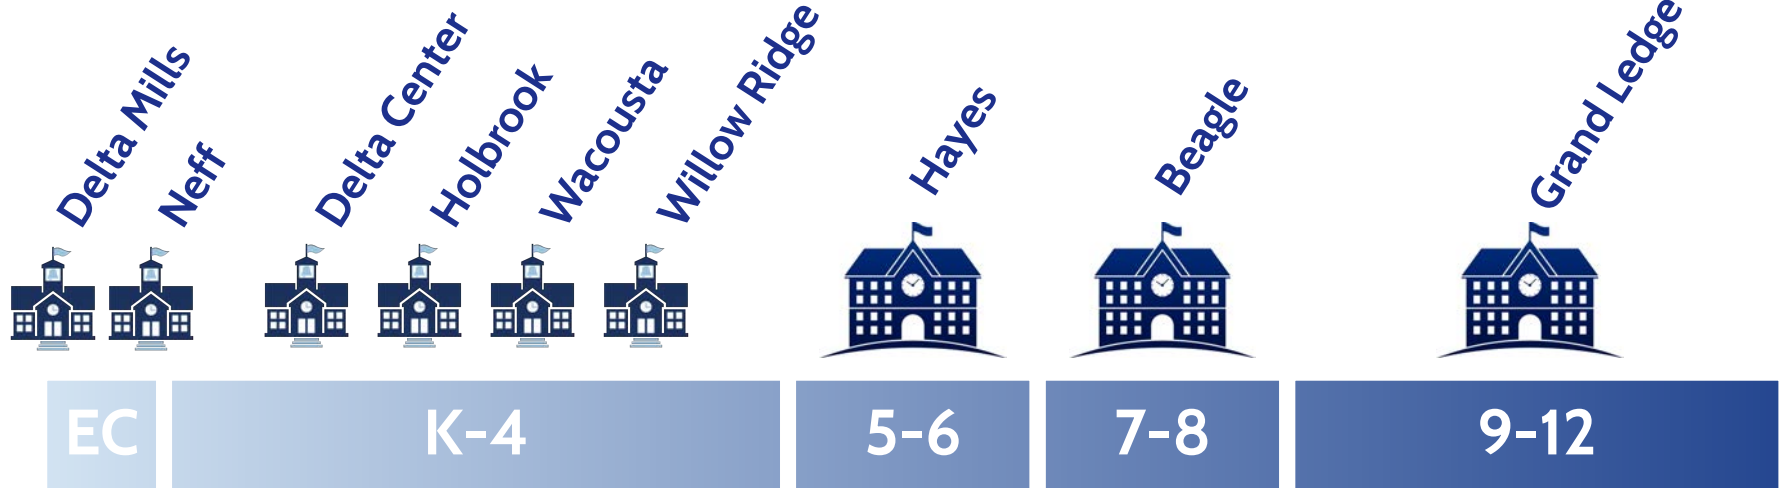 Delta Mills
Neff
Delta Center
Holbrook
Wacousta
Willow Ridge
Hayes
Beagle
Grand Ledge
EC
K-4
5-6
7-8
9-12